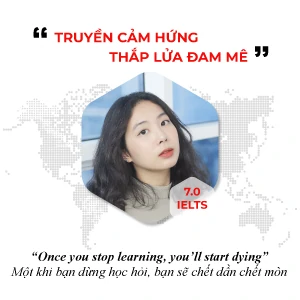 “ TRUYỀN CẢM HỨNG
THẮP LỬA ĐAM MÊ ”
7.0
IELTS
“Once you stop learning, you’ll start dying”
Một khi bạn dừng học hỏi, bạn sẽ chết dần chết mòn